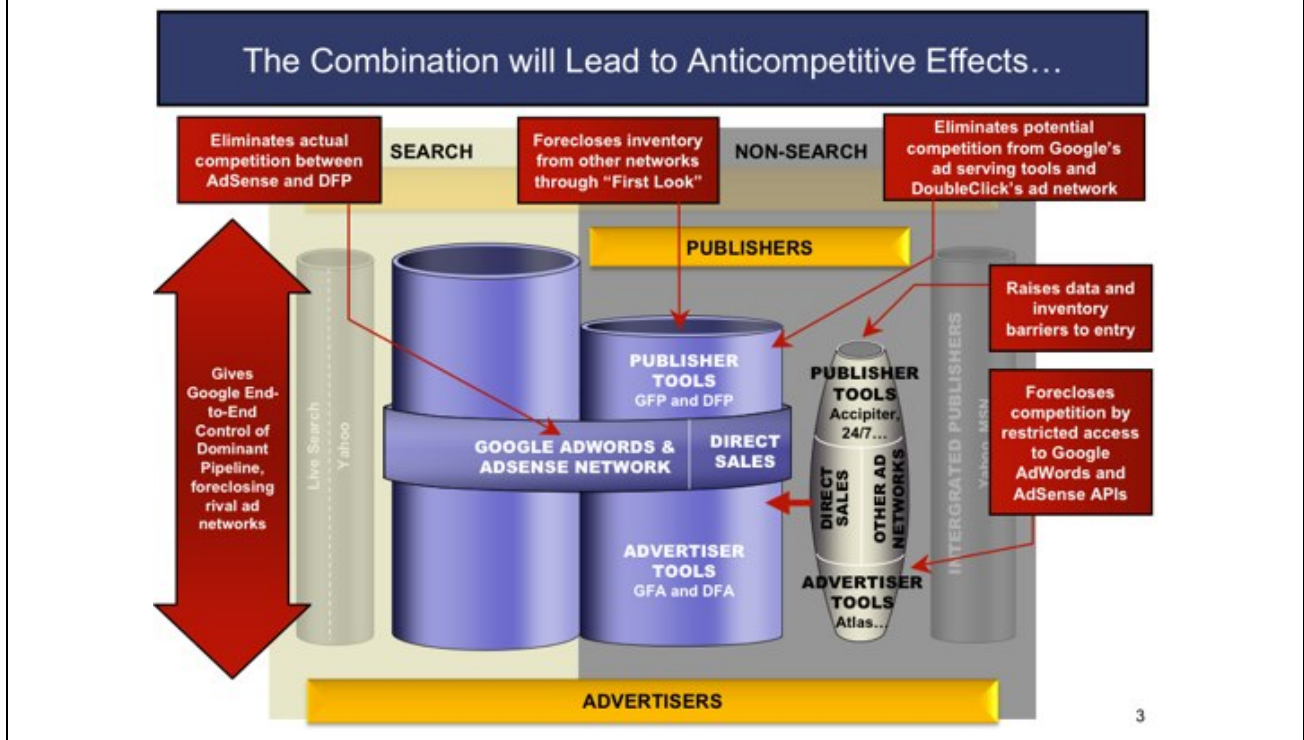 The Combination will Lead to Anticompetitive Effects…
Eliminates actual
competition between
AdSense and DFP
SEARCH
Forecloses inventory
from other networks
through “First Look”
NON-SEARCH
Eliminates potential
competition from Google’s
ad serving tools and
DoubleClick’s ad network
PUBLISHERS
Raises data and
inventory
barriers to entry
Gives
Google End-
to-End
Control of
Dominant
Pipeline,
foreclosing
rival ad
networks
Live Search
Yahoo
PUBLISHER
TOOLS
GFP and DFP
GOOGLE ADWORDS &
ADSENSE NETWORK
DIRECT
SALES
ADVERTISER
TOOLS
GFA and DFA
PUBLISHER
TOOLS
Accipiter,
24/7…
DIRECT
SALES
OTHER AD
NETWORKS
ADVERTISER
TOOLS
Atlas…
INTERGRATED PUBLISHERS
Yahoo, MSN
Forecloses
competition by
restricted access
to Google
AdWords and
AdSense APIs
ADVERTISERS
3